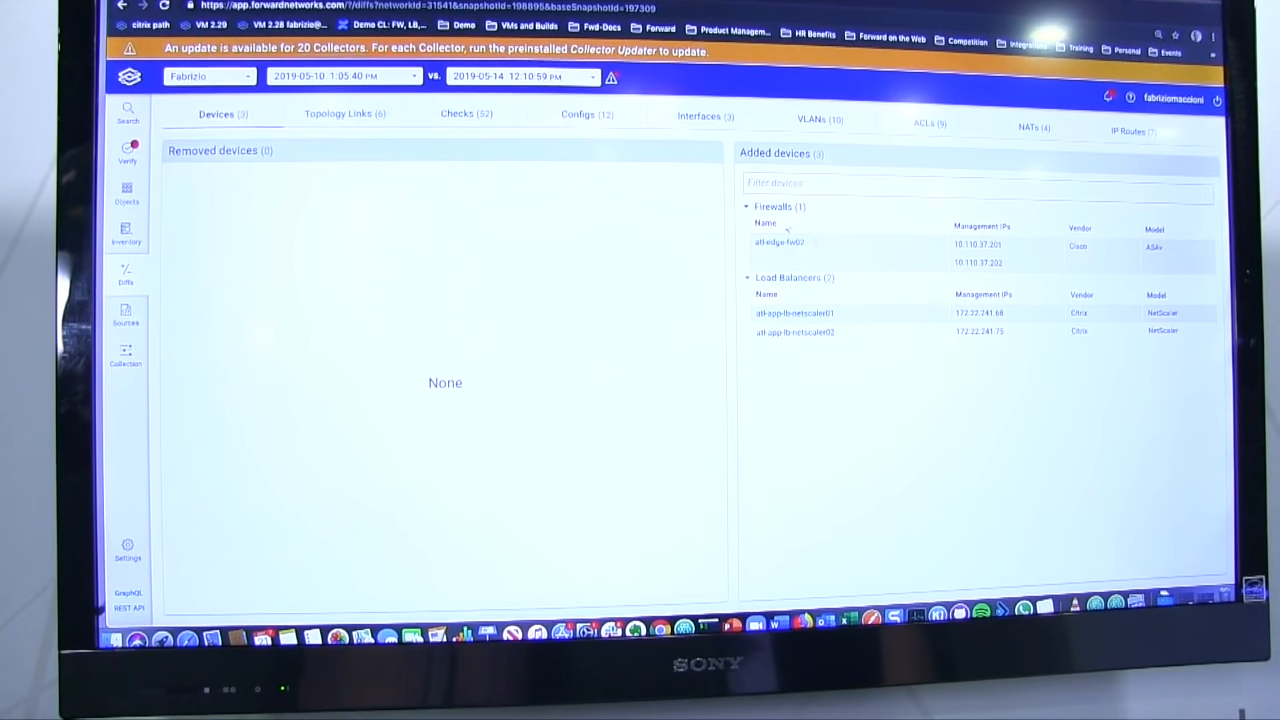 https://app.forwardnetworks.com/?/diffs?networkId=31541&snapshotId=198895&baseSnapshotId=197309
citrix path
VM 2.29
VM 2.28 fabrizio@...
Demo CL: FW, LB,...
Demo
VMs and Builds
Fwd-Docs
Forward
Product Managem...
HR Benefits
Forward on the Web
Competition
Integrations
Training
Personal
Events
An update is available for 20 Collectors. For each Collector, run the preinstalled Collector Updater to update.
Fabrizio
2019-05-10 1:05:40 PM
vs.
2019-05-14 12:10:59 PM
fabriziomaccioni
Search
Verify
Objects
Inventory
Diffs
Sources
Collection
Settings
GraphQL
REST API
Devices (3)
Topology Links (6)
Checks (52)
Configs (12)
Interfaces (3)
VLANs (10)
ACLs (9)
NATs (4)
IP Routes (7)
Removed devices (0)
None
Added devices (3)
Filter devices
Firewalls (1)
Name Management IPs Vendor Model
atl-edge-fw02 10.110.37.201 Cisco ASAv
10.110.37.202
Load Balancers (2)
Name Management IPs Vendor Model
atl-app-lb-netscaler01 172.22.241.68 Citrix NetScaler
atl-app-lb-netscaler02 172.22.241.75 Citrix NetScaler
SONY